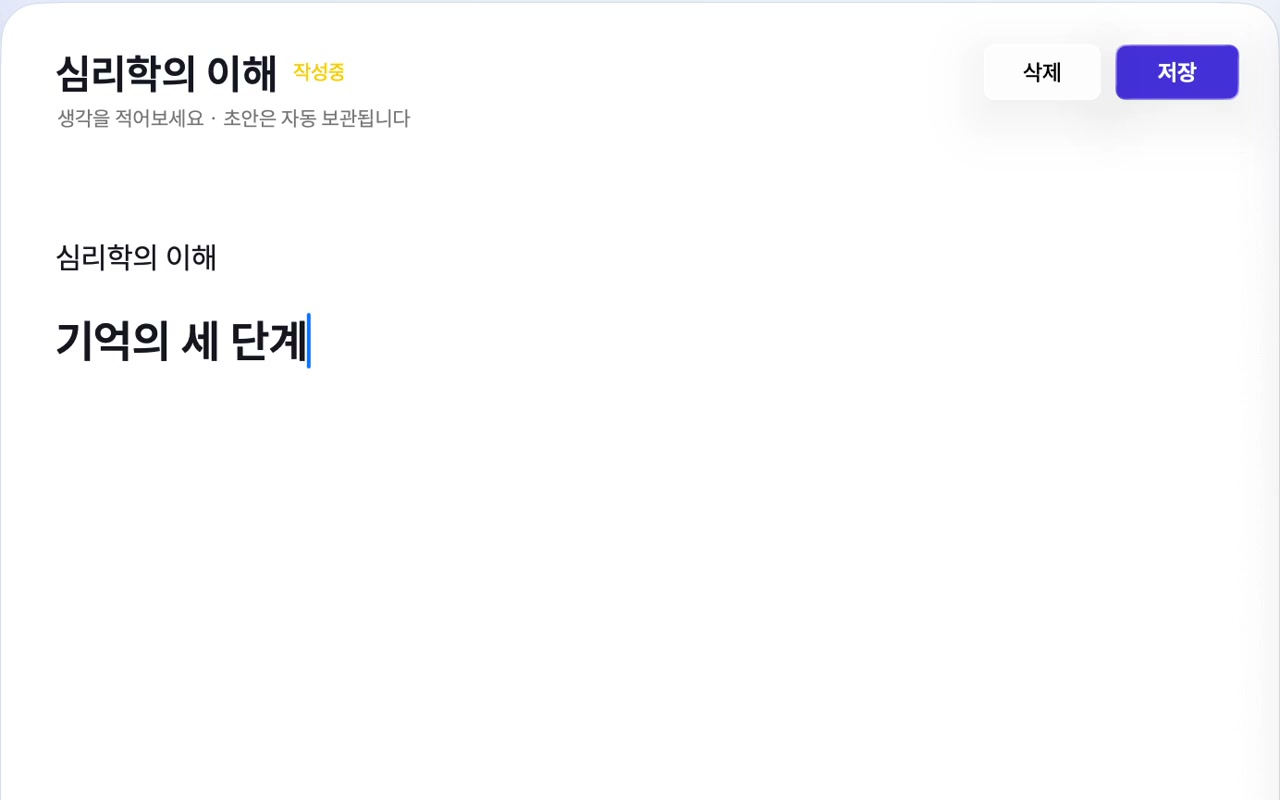 심리학의 이해 작성중
삭제 저장
생각을 적어보세요 · 초안은 자동 보관됩니다
심리학의 이해
기억의 세 단계